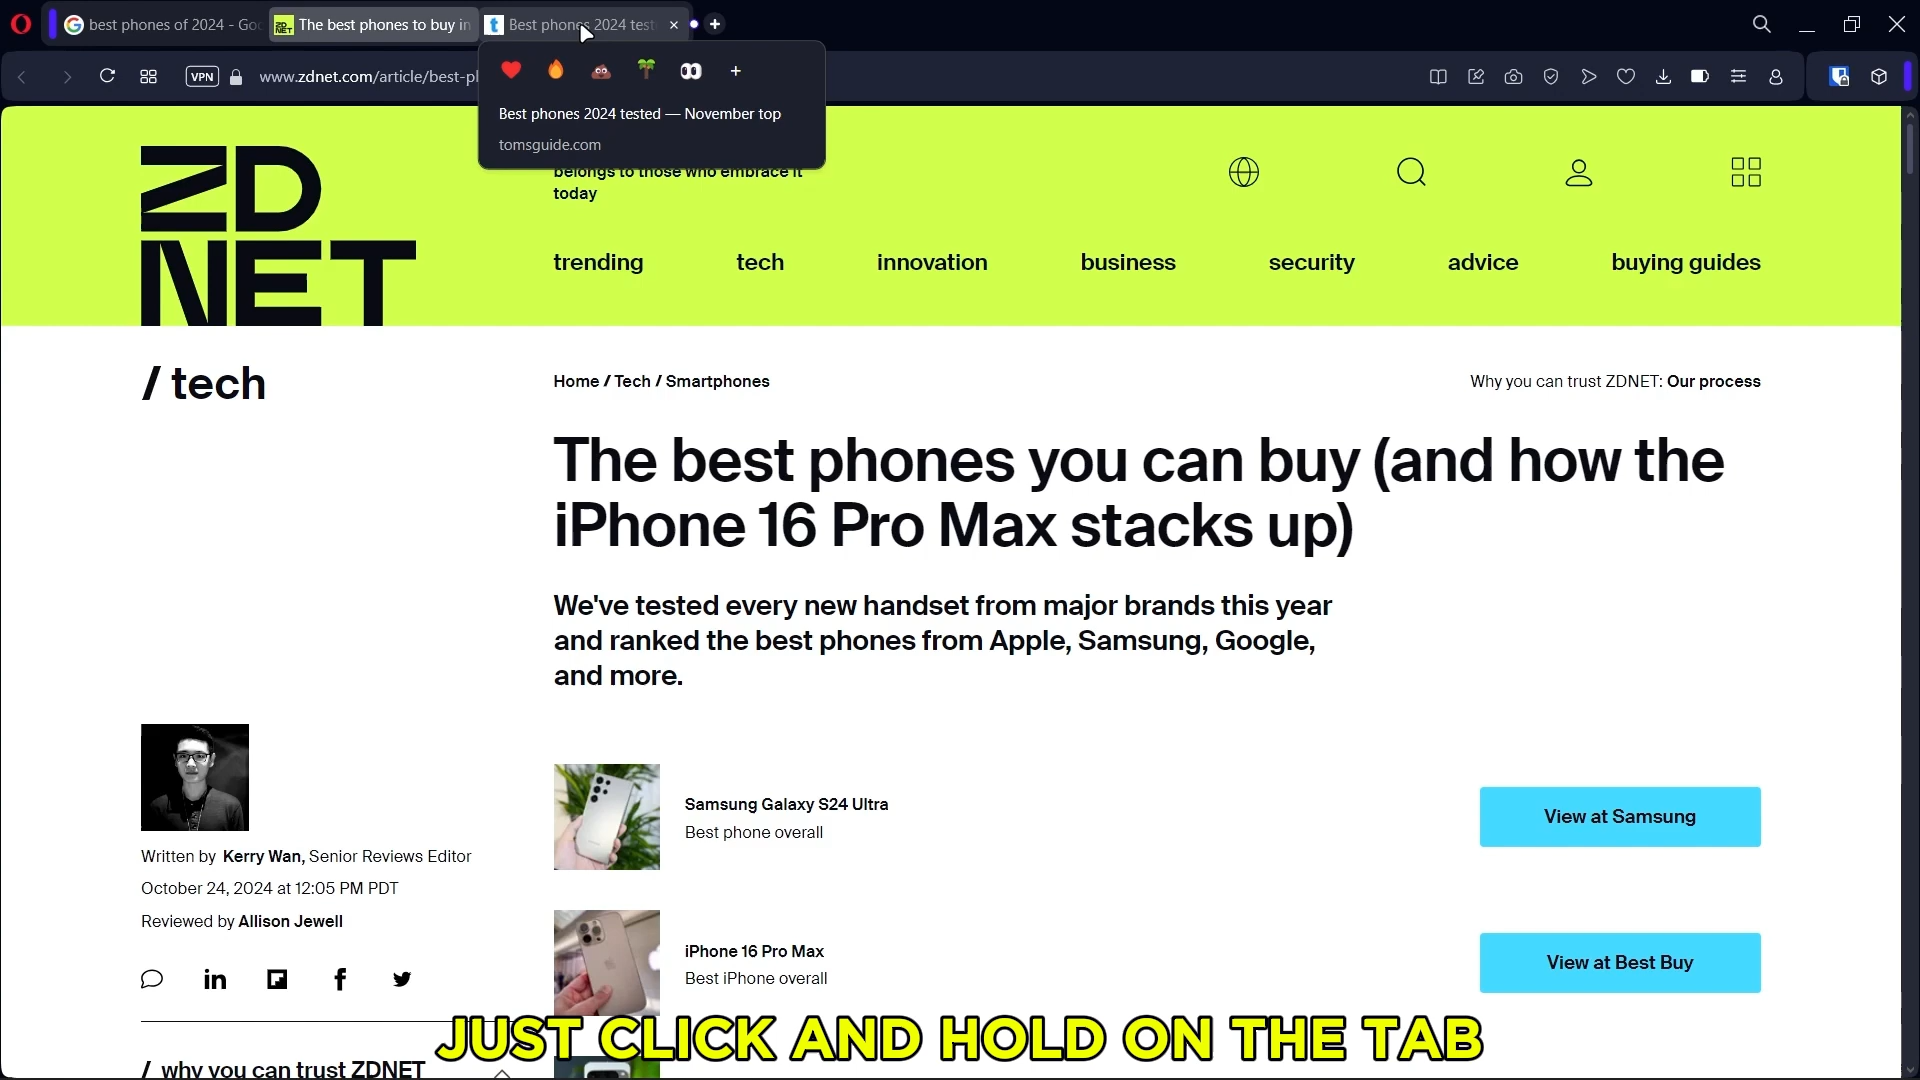 best phones of 2024 - Goo
The best phones to buy in
Best phones 2024 teste
VPN
www.zdnet.com/article/best-pl
Best phones 2024 tested — November top
tomsguide.com
belongs to those who embrace it
today
ZD
NET
trending
tech
innovation
business
security
advice
buying guides
/ tech
Home / Tech / Smartphones
Why you can trust ZDNET: Our process
The best phones you can buy (and how the
iPhone 16 Pro Max stacks up)
We've tested every new handset from major brands this year
and ranked the best phones from Apple, Samsung, Google,
and more.
Samsung Galaxy S24 Ultra
Best phone overall
View at Samsung
Written by Kerry Wan, Senior Reviews Editor
October 24, 2024 at 12:05 PM PDT
Reviewed by Allison Jewell
iPhone 16 Pro Max
Best iPhone overall
View at Best Buy
JUST CLICK AND HOLD ON THE TAB
/ why you can trust ZDNET